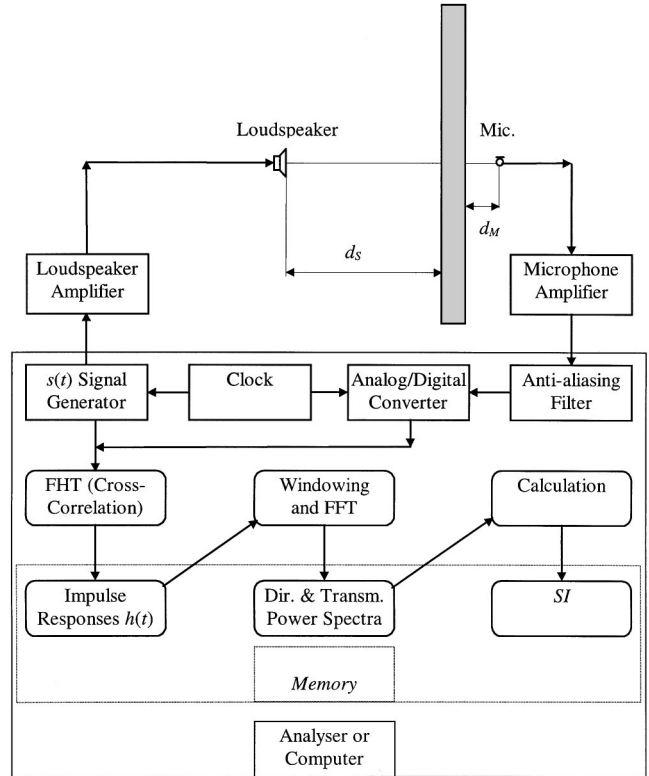 Loudspeaker
Mic.
d_M
d_S
Loudspeaker
Amplifier
Microphone
Amplifier
s(t) Signal
Generator
Clock
Analog/Digital
Converter
Anti-aliasing
Filter
FHT (Cross-
Correlation)
Windowing
and FFT
Calculation
Impulse
Responses h(t)
Dir. & Transm.
Power Spectra
SI
Memory
Analyser or
Computer